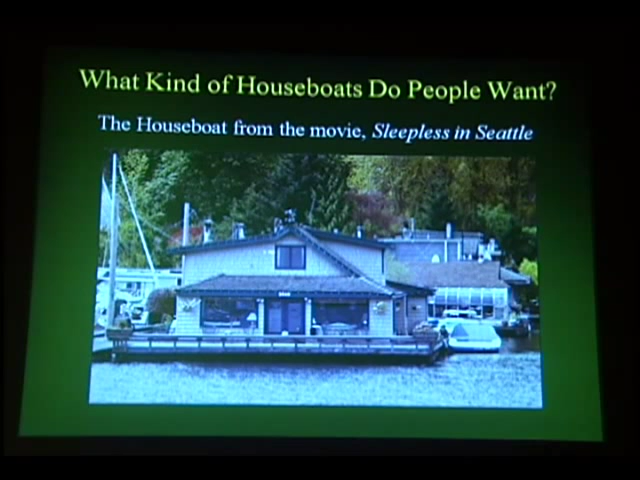 What Kind of Houseboats Do People Want?
The Houseboat from the movie, Sleepless in Seattle